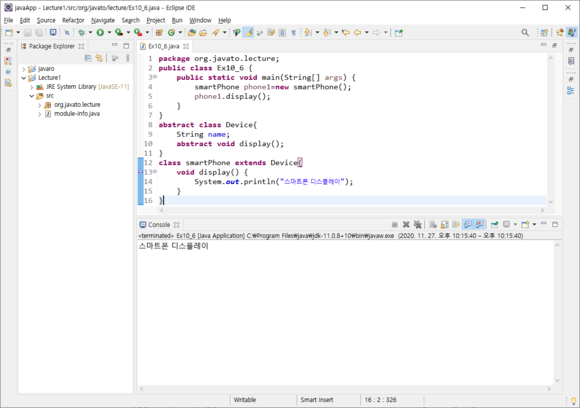 javaApp - Lecture1/src/org/javato/lecture/Ex10_6.java - Eclipse IDE
File Edit Source Refactor Navigate Search Project Run Window Help
Package Explorer
javaro
Lecture1
JRE System Library [JavaSE-11]
src
org.javato.lecture
module-info.java
Ex10_6.java
1 package org.javato.lecture;
2 public class Ex10_6 {
3 public static void main(String[] args) {
4 smartPhone phone1=new smartPhone();
5 phone1.display();
6 }
7 }
8 abstract class Device{
9 String name;
10 abstract void display();
11 }
12 class smartPhone extends Device{
13 void display() {
14 System.out.println("스마트폰 디스플레이");
15 }
16 }
Console
<terminated> Ex10_6 [Java Application] C:₩Program Files₩java₩jdk-11.0.8+10₩bin₩javaw.exe (2020. 11. 27. 오후 10:15:40 – 오후 10:15:40)
스마트폰 디스플레이
Writable Smart Insert 16 : 2 : 326